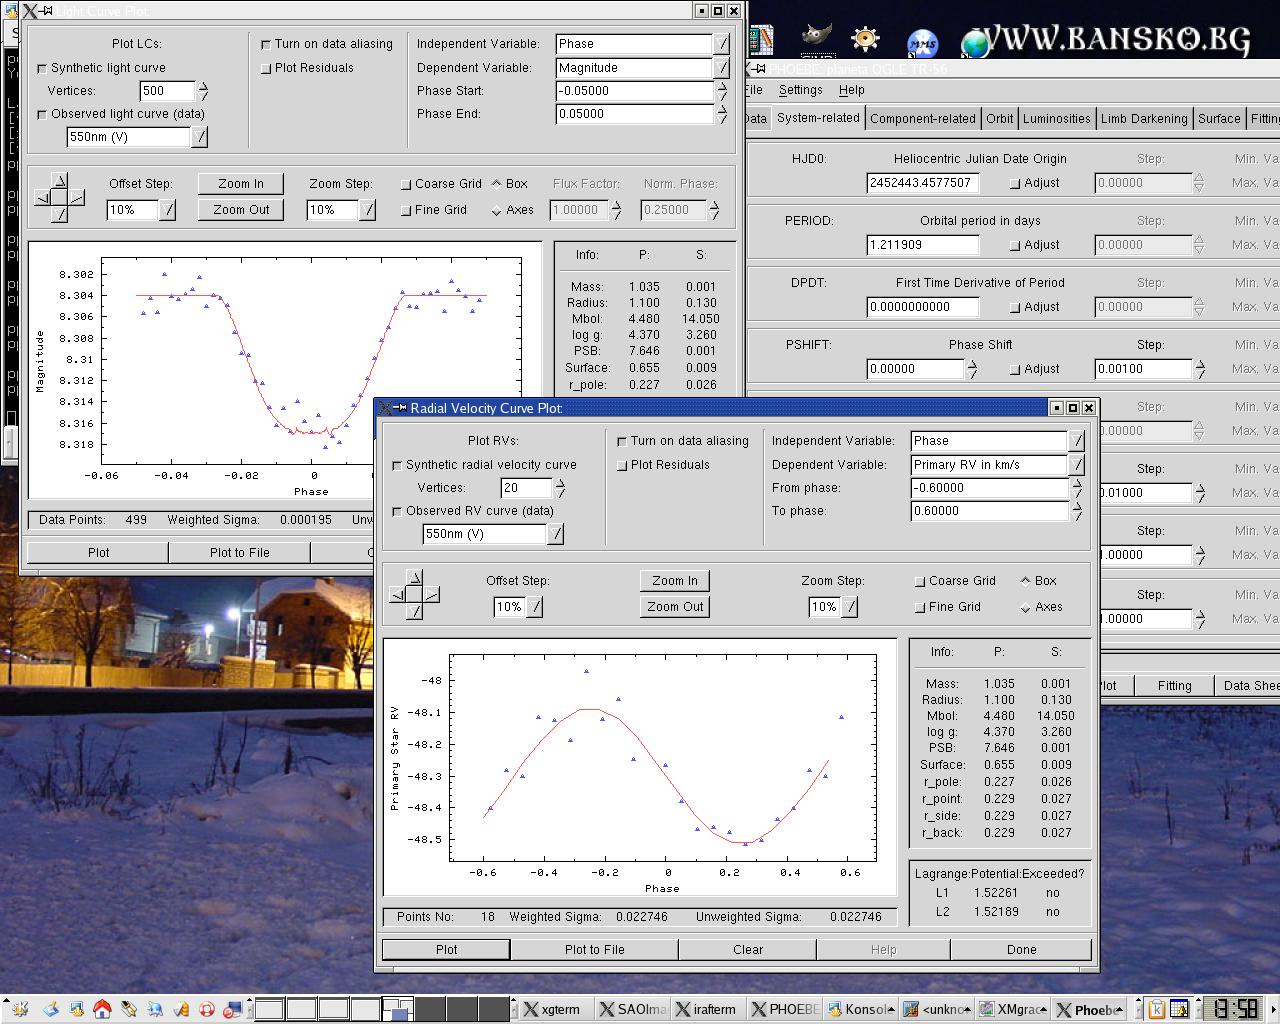 Light Curve Plot:
Plot LCs:
Synthetic light curve
Vertices: 500
Observed light curve (data)
550nm (V)
Turn on data aliasing
Plot Residuals
Independent Variable: Phase
Dependent Variable: Magnitude
Phase Start: -0.05000
Phase End: 0.05000
Offset Step: Zoom In Zoom Step: Coarse Grid Box Flux Factor: Norm. Phase:
10% Zoom Out 10% Fine Grid Axes 1.00000 0.25000
8.302
8.304
8.306
8.308
8.31
8.312
8.314
8.316
8.318
Magnitude
-0.06 -0.04 -0.02 0 0.02
Phase
Info: P: S:
Mass: 1.035 0.001
Radius: 1.100 0.130
Mbol: 4.480 14.050
log g: 4.370 3.260
PSB: 7.646 0.001
Surface: 0.655 0.009
r_pole: 0.227 0.026
Data Points: 499 Weighted Sigma: 0.000195
Plot Plot to File
WWW.BANSKO.BG
PHOEBE: planeta OGLE TR-56
File Settings Help
Data System-related Component-related Orbit Luminosities Limb Darkening Surface
HJD0: Heliocentric Julian Date Origin Step: Min. Va
2452443.4577507 Adjust 0.00000 Max. Va
PERIOD: Orbital period in days Step: Min. Va
1.211909 Adjust 0.00000 Max. Va
DPDT: First Time Derivative of Period Step: Min. Va
0.0000000000 Adjust 0.00000 Max. Va
PSHIFT: Phase Shift Step: Min. Va
0.00000 Adjust 0.00100 Max. Va
Step: Min. Va
0.00000 Max. Va
Step: Min. Va
0.01000 Max. Va
Step: Min. Va
1.00000 Max. Va
Step: Min. Va
1.00000 Max. Va
Plot Fitting Data Shee
Radial Velocity Curve Plot:
Plot RVs:
Synthetic radial velocity curve
Vertices: 20
Observed RV curve (data)
550nm (V)
Turn on data aliasing
Plot Residuals
Independent Variable: Phase
Dependent Variable: Primary RV in km/s
From phase: -0.60000
To phase: 0.60000
Offset Step: Zoom In Zoom Step: Coarse Grid Box
10% Zoom Out 10% Fine Grid Axes
-48
-48.1
-48.2
-48.3
-48.4
-48.5
Primary Star RV
-0.6 -0.4 -0.2 0 0.2 0.4 0.6
Phase
Info: P: S:
Mass: 1.035 0.001
Radius: 1.100 0.130
Mbol: 4.480 14.050
log g: 4.370 3.260
PSB: 7.646 0.001
Surface: 0.655 0.009
r_pole: 0.227 0.026
r_point: 0.229 0.027
r_side: 0.229 0.027
r_back: 0.229 0.027
Lagrange:Potential:Exceeded?
L1 1.52261 no
L2 1.52189 no
Points No: 18 Weighted Sigma: 0.022746 Unweighted Sigma: 0.022746
Plot Plot to File Clear Help Done
xgterm SAOIma irafterm PHOEBE Konsol <unkno XMgrac Phoebe 13:58